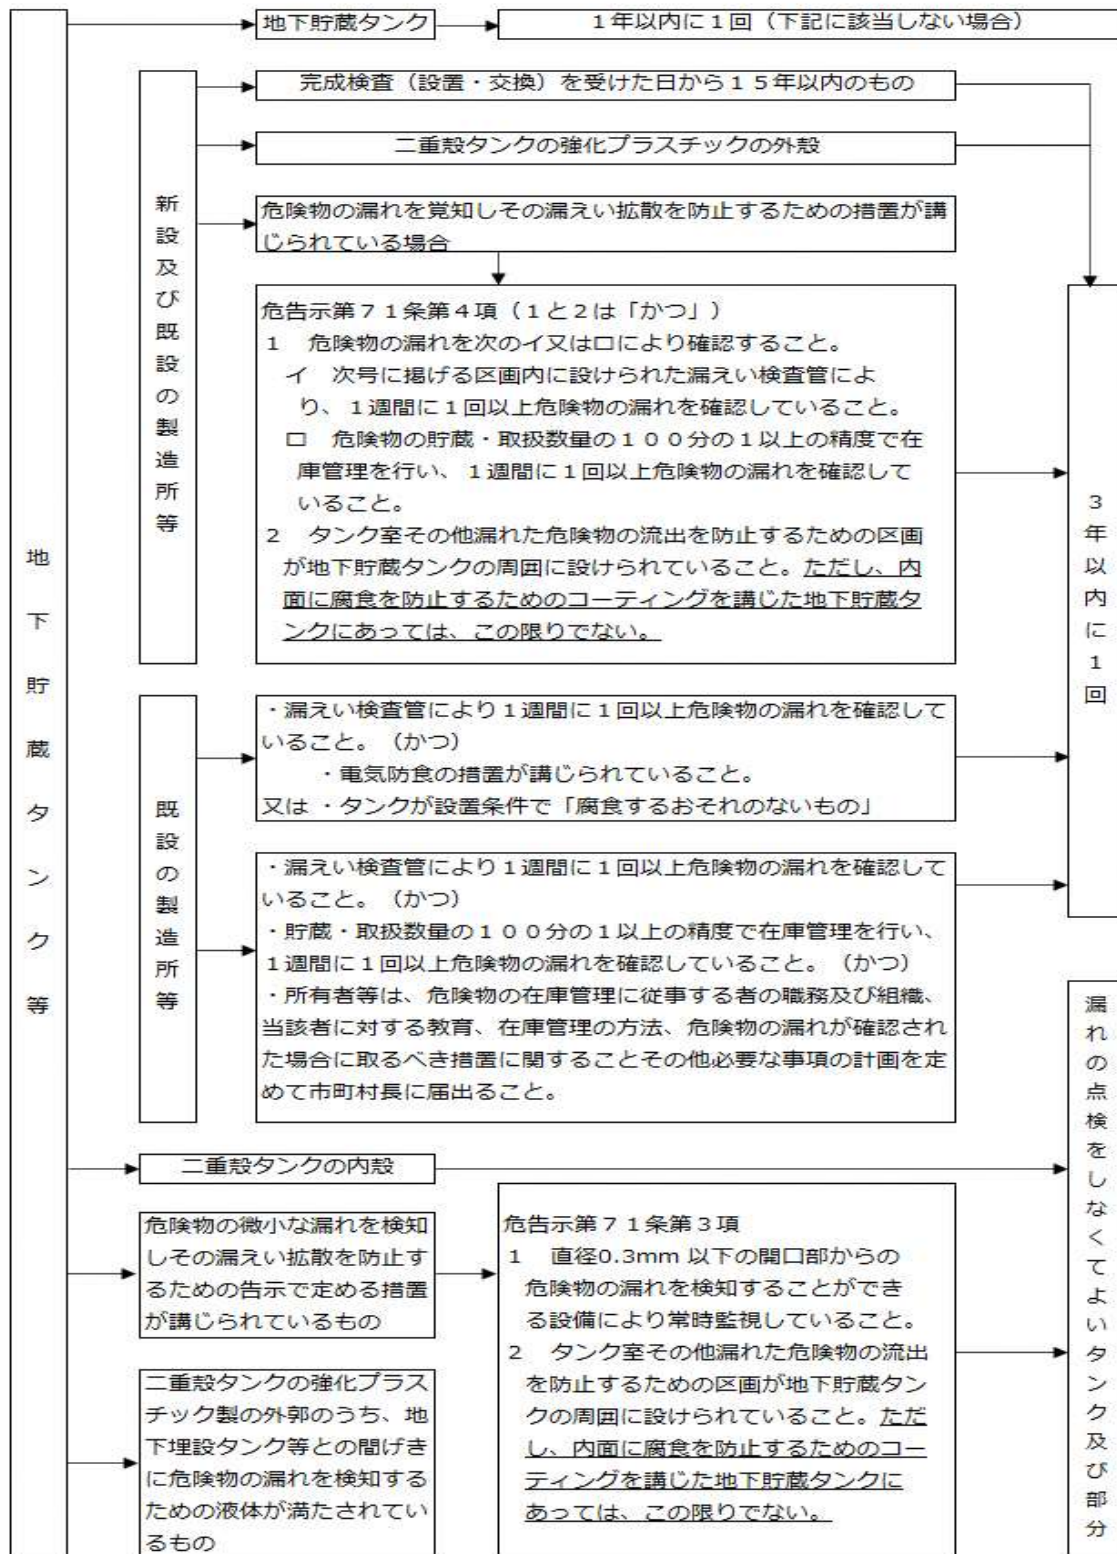 地下貯蔵タンク等
地下貯蔵タンク
１年以内に１回（下記に該当しない場合）
新設及び既設の製造所等
完成検査（設置・交換）を受けた日から１５年以内のもの
二重殻タンクの強化プラスチックの外殻
危険物の漏れを覚知しその漏えい拡散を防止するための措置が講
じられている場合
危告示第７１条第４項（１と２は「かつ」）
１　危険物の漏れを次のイ又はロにより確認すること。
イ　次号に掲げる区画内に設けられた漏えい検査管によ
り、１週間に１回以上危険物の漏れを確認していること。
ロ　危険物の貯蔵・取扱数量の１００分の１以上の精度で在
庫管理を行い、１週間に１回以上危険物の漏れを確認して
いること。
２　タンク室その他漏れた危険物の流出を防止するための区画
が地下貯蔵タンクの周囲に設けられていること。ただし、内
面に腐食を防止するためのコーティングを講じた地下貯蔵タ
ンクにあっては、この限りでない。
３年以内に１回
既設の製造所等
・漏えい検査管により１週間に１回以上危険物の漏れを確認して
いること。（かつ）
・電気防食の措置が講じられていること。
又は ・タンクが設置条件で「腐食するおそれのないもの」
・漏えい検査管により１週間に１回以上危険物の漏れを確認して
いること。（かつ）
・貯蔵・取扱数量の１００分の１以上の精度で在庫管理を行い、
１週間に１回以上危険物の漏れを確認していること。（かつ）
・所有者等は、危険物の在庫管理に従事する者の職務及び組織、
当該者に対する教育、在庫管理の方法、危険物の漏れが確認され
た場合に取るべき措置に関することその他必要な事項の計画を定
めて市町村長に届出ること。
二重殻タンクの内殻
危険物の微小な漏れを検知
しその漏えい拡散を防止す
るための告示で定める措置
が講じられているもの
危告示第７１条第３項
１　直径0.3mm 以下の開口部からの
危険物の漏れを検知することができ
る設備により常時監視していること。
２　タンク室その他漏れた危険物の流出
を防止するための区画が地下貯蔵タン
クの周囲に設けられていること。ただ
し、内面に腐食を防止するためのコー
ティングを講じた地下貯蔵タンクに
あっては、この限りでない。
二重殻タンクの強化プラス
チック製の外郭のうち、地
下埋設タンク等との間げき
に危険物の漏れを検知する
ための液体が満たされてい
るもの
漏れの点検をしなくてよいタンク及び部分